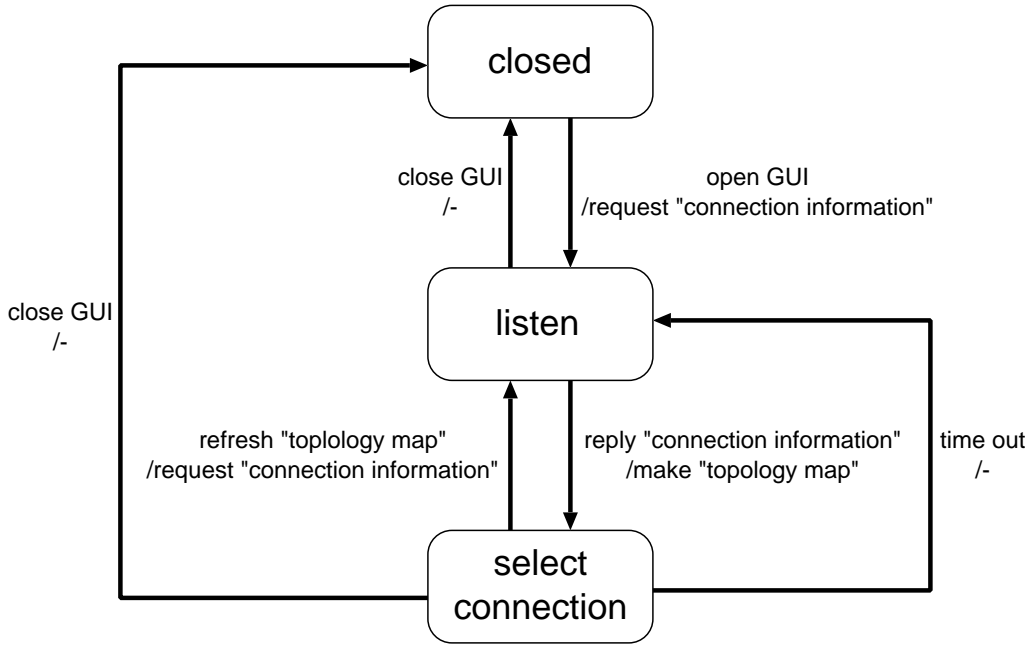 closed
close GUI
/-
open GUI
/request "connection information"
close GUI
/-
listen
refresh "toplology map"
/request "connection information"
reply "connection information"
/make "topology map"
time out
/-
select
connection